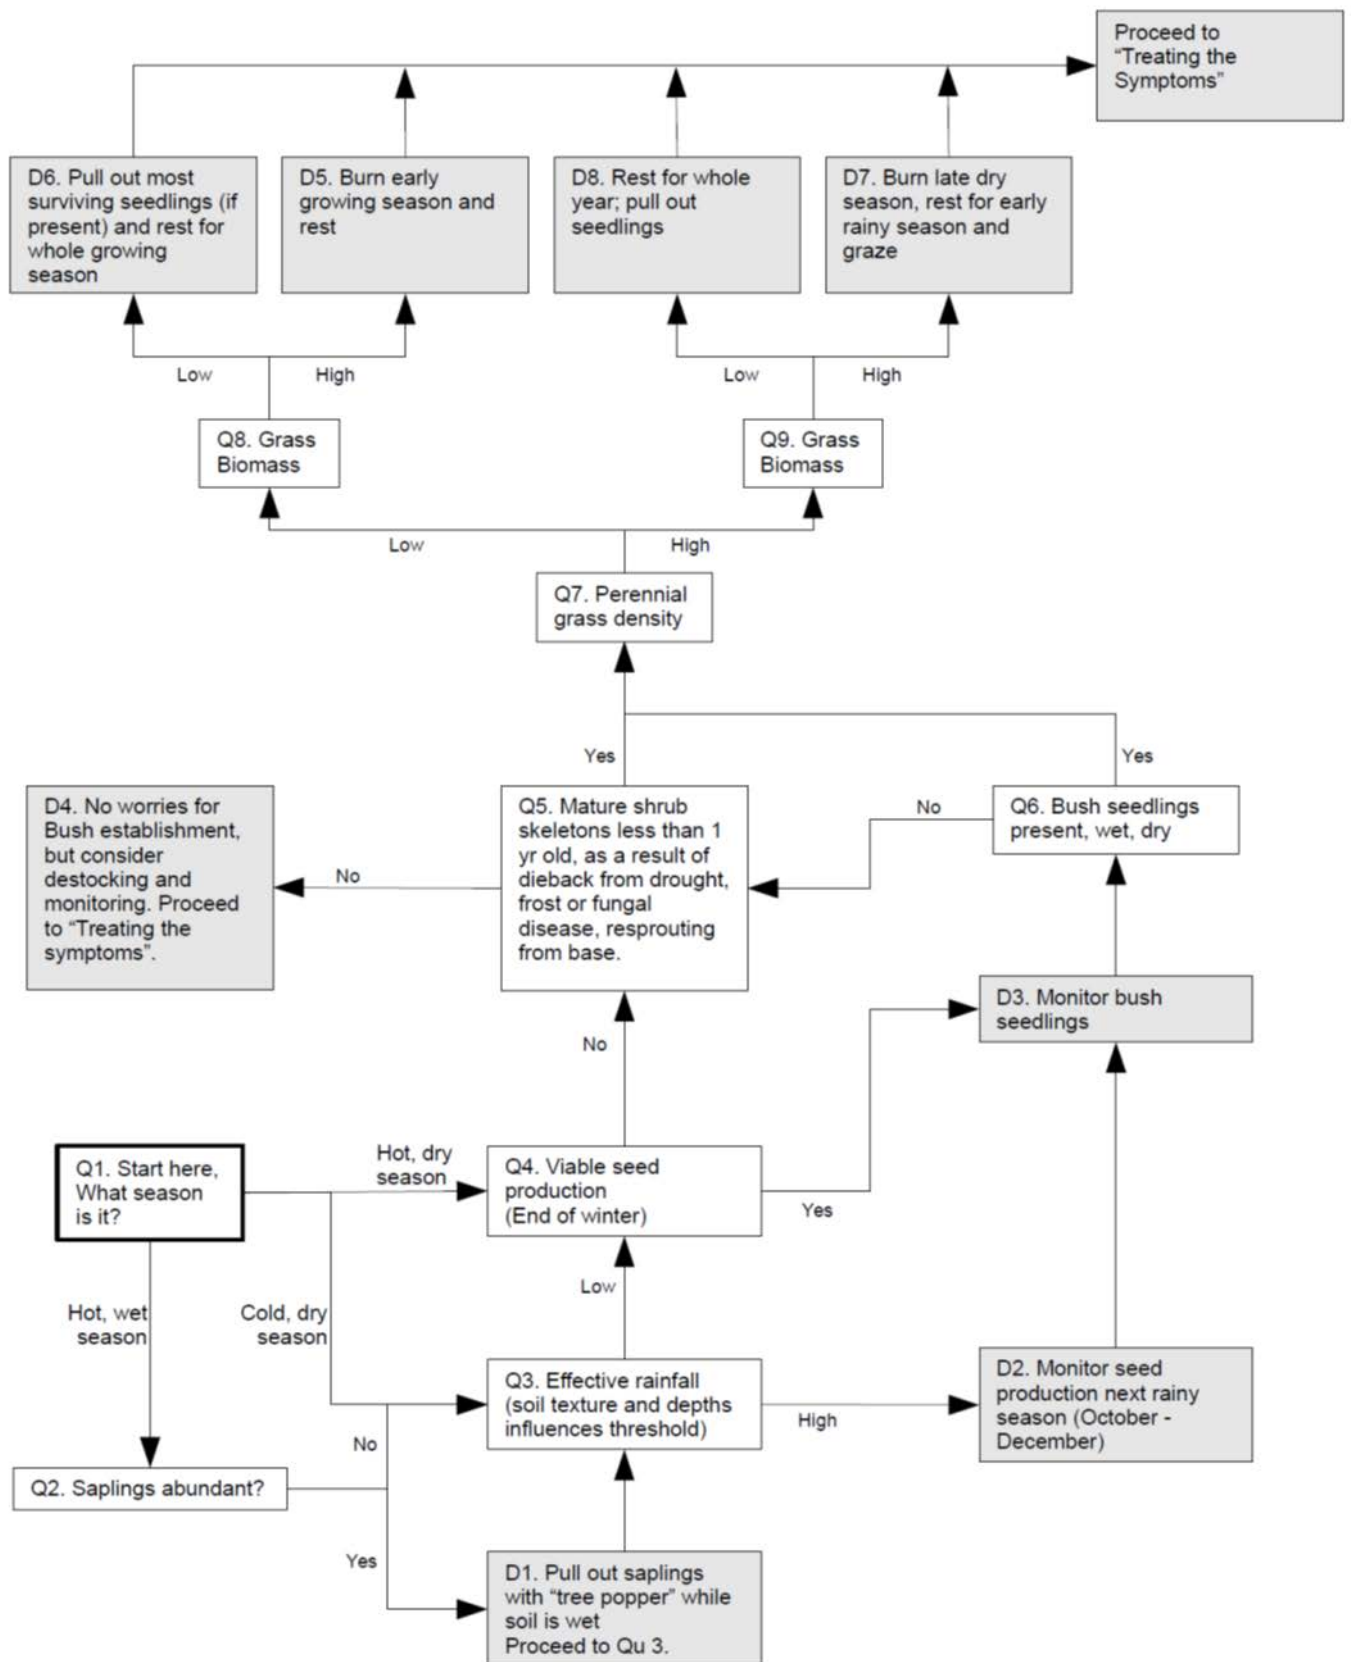 Proceed to
“Treating the
Symptoms”
D6. Pull out most
surviving seedlings (if
present) and rest for
whole growing
season
D5. Burn early
growing season and
rest
D8. Rest for whole
year; pull out
seedlings
D7. Burn late dry
season, rest for early
rainy season and
graze
Low
High
Low
High
Q8. Grass
Biomass
Q9. Grass
Biomass
Low
High
Q7. Perennial
grass density
Yes
Yes
D4. No worries for
Bush establishment,
but consider
destocking and
monitoring. Proceed
to “Treating the
symptoms”.
No
Q5. Mature shrub
skeletons less than 1
yr old, as a result of
dieback from drought,
frost or fungal
disease, resprouting
from base.
No
Q6. Bush seedlings
present, wet, dry
D3. Monitor bush
seedlings
No
Q1. Start here,
What season
is it?
Hot, dry
season
Q4. Viable seed
production
(End of winter)
Yes
Low
Hot, wet
season
Cold, dry
season
Q3. Effective rainfall
(soil texture and depths
influences threshold)
High
D2. Monitor seed
production next rainy
season (October -
December)
No
Q2. Saplings abundant?
Yes
D1. Pull out saplings
with “tree popper” while
soil is wet
Proceed to Qu 3.